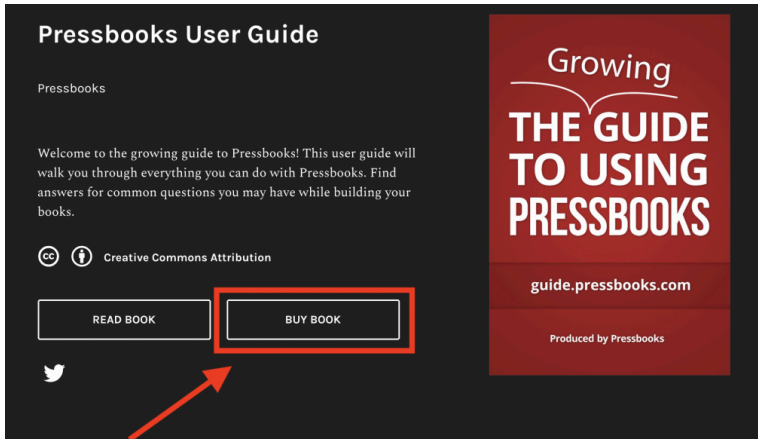 Pressbooks User Guide
Pressbooks
Welcome to the growing guide to Pressbooks! This user guide will
walk you through everything you can do with Pressbooks. Find
answers for common questions you may have while building your
books.
cc Creative Commons Attribution
READ BOOK
BUY BOOK
Growing
THE GUIDE
TO USING
PRESSBOOKS
guide.pressbooks.com
Produced by Pressbooks